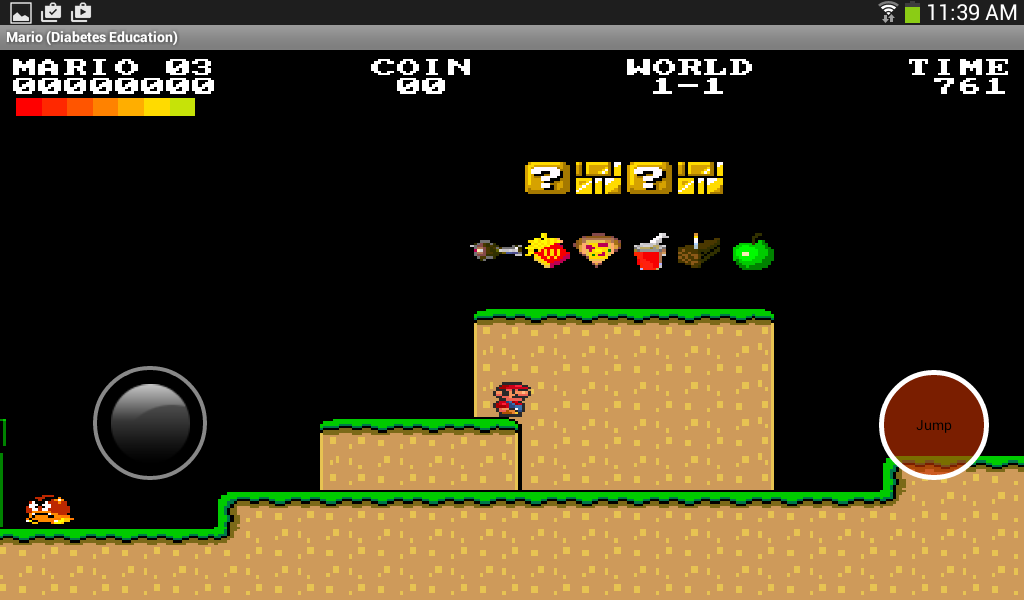 11:39 AM
Mario (Diabetes Education)
MARIO 03 COIN WORLD TIME
00000000 00 1-1 761
? ?
Jump